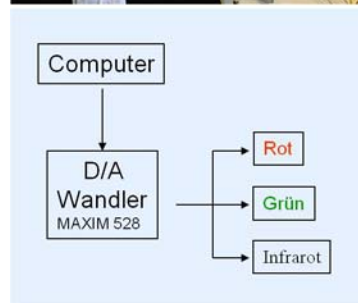 Computer
D/A
Wandler
MAXIM 528
Rot
Grün
Infrarot